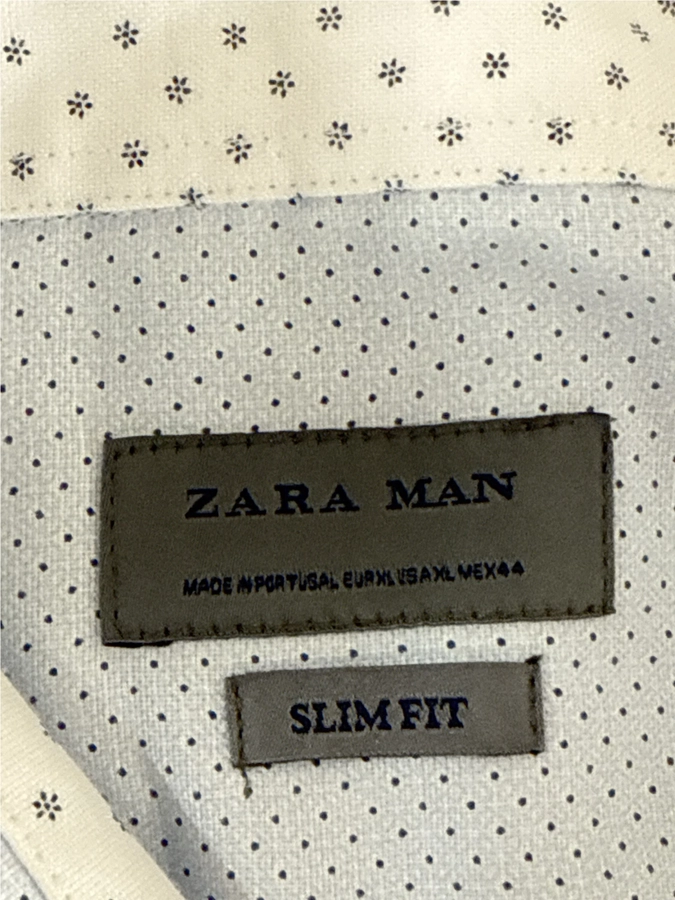 ZARA MAN
MADE IN PORTUGAL EUR XL USA XL MEX 44
SLIM FIT